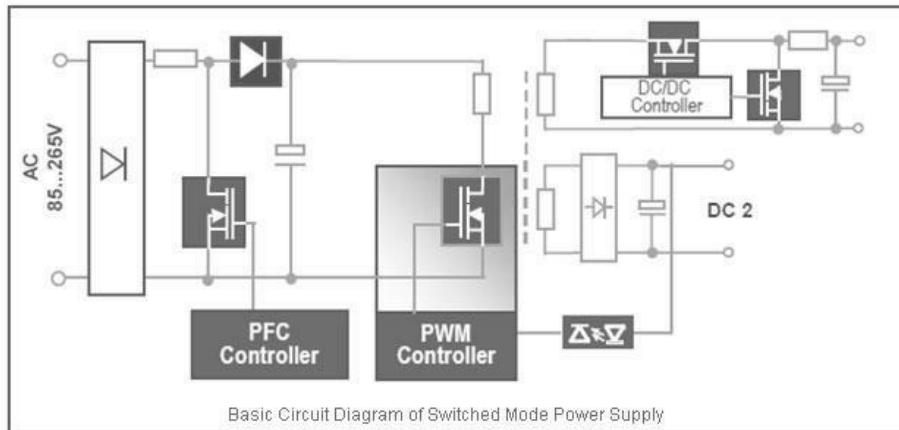 AC
85...265V
DC/DC
Controller
DC 2
PFC
Controller
PWM
Controller
Basic Circuit Diagram of Switched Mode Power Supply